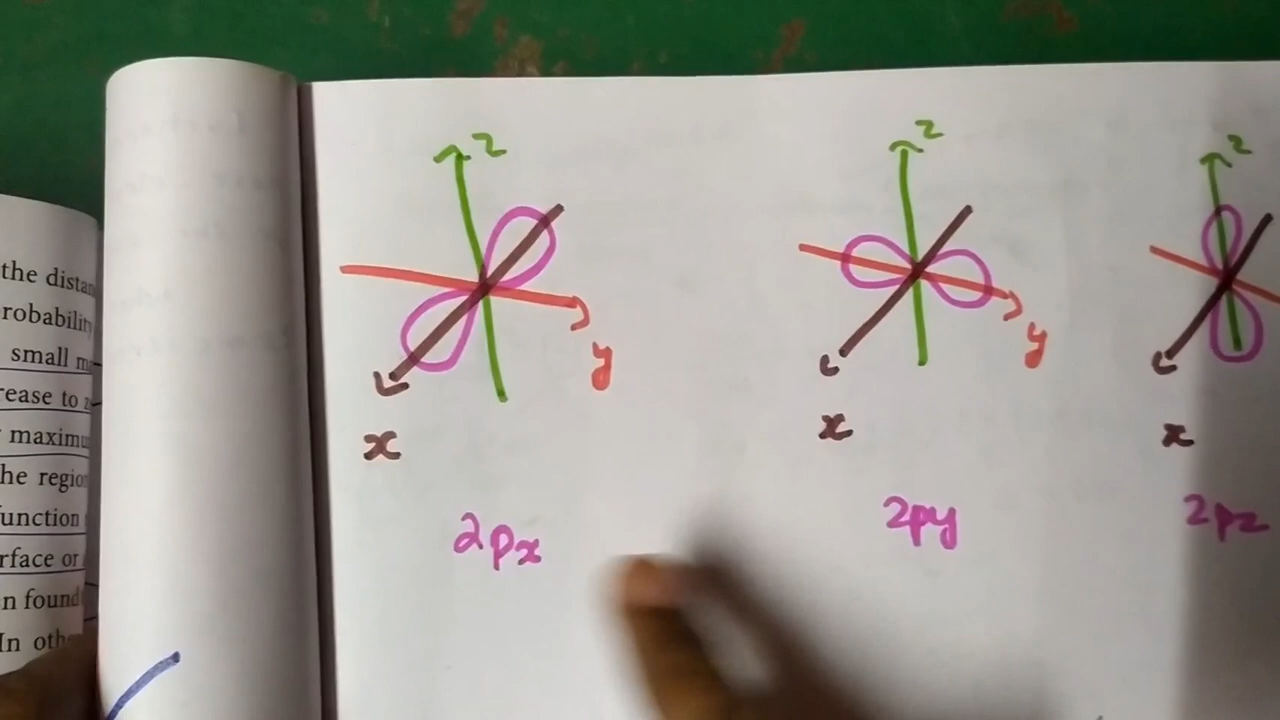 the distan
robability
small m
rease to z
maximu
he regio
unction
rface or
n found
In oth
z
y
x
2px
z
y
x
2py
z
x
2pz